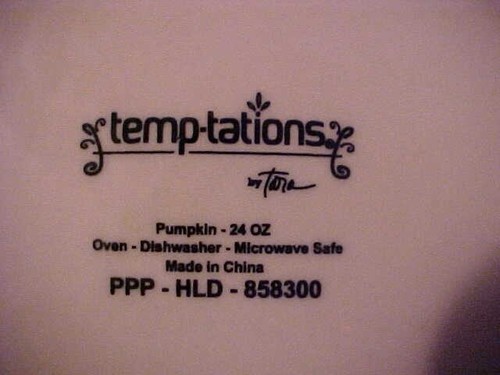 temp-tations.
by Tara
Pumpkin - 24 OZ
Oven - Dishwasher - Microwave Safe
Made in China
PPP - HLD - 858300